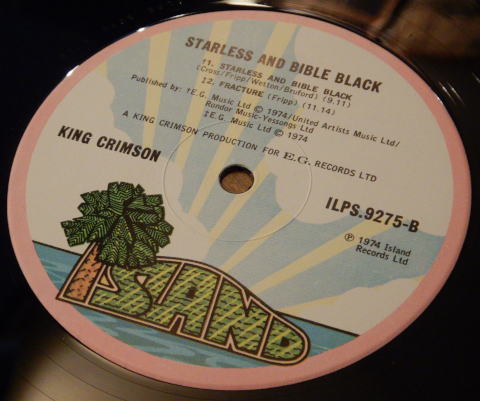 STARLESS AND BIBLE BLACK
†1. STARLESS AND BIBLE BLACK
(Cross/Fripp/Wetton/Bruford) (9.11)
‡2. FRACTURE (Fripp) (11.14)
Published by: †E.G. Music Ltd © 1974/United Artists Music Ltd/
Rondor Music-Yessongs Ltd
‡E.G. Music Ltd © 1974
A KING CRIMSON PRODUCTION FOR E.G. RECORDS LTD
KING CRIMSON
ILPS.9275-B
℗ 1974 Island
Records Ltd
ISLAND